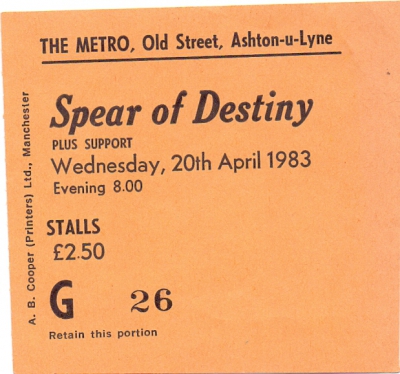 THE METRO, Old Street, Ashton-u-Lyne
Spear of Destiny
PLUS SUPPORT
Wednesday, 20th April 1983
Evening 8.00
STALLS
£2.50
G 26
Retain this portion
A. B. Cooper (Printers) Ltd., Manchester